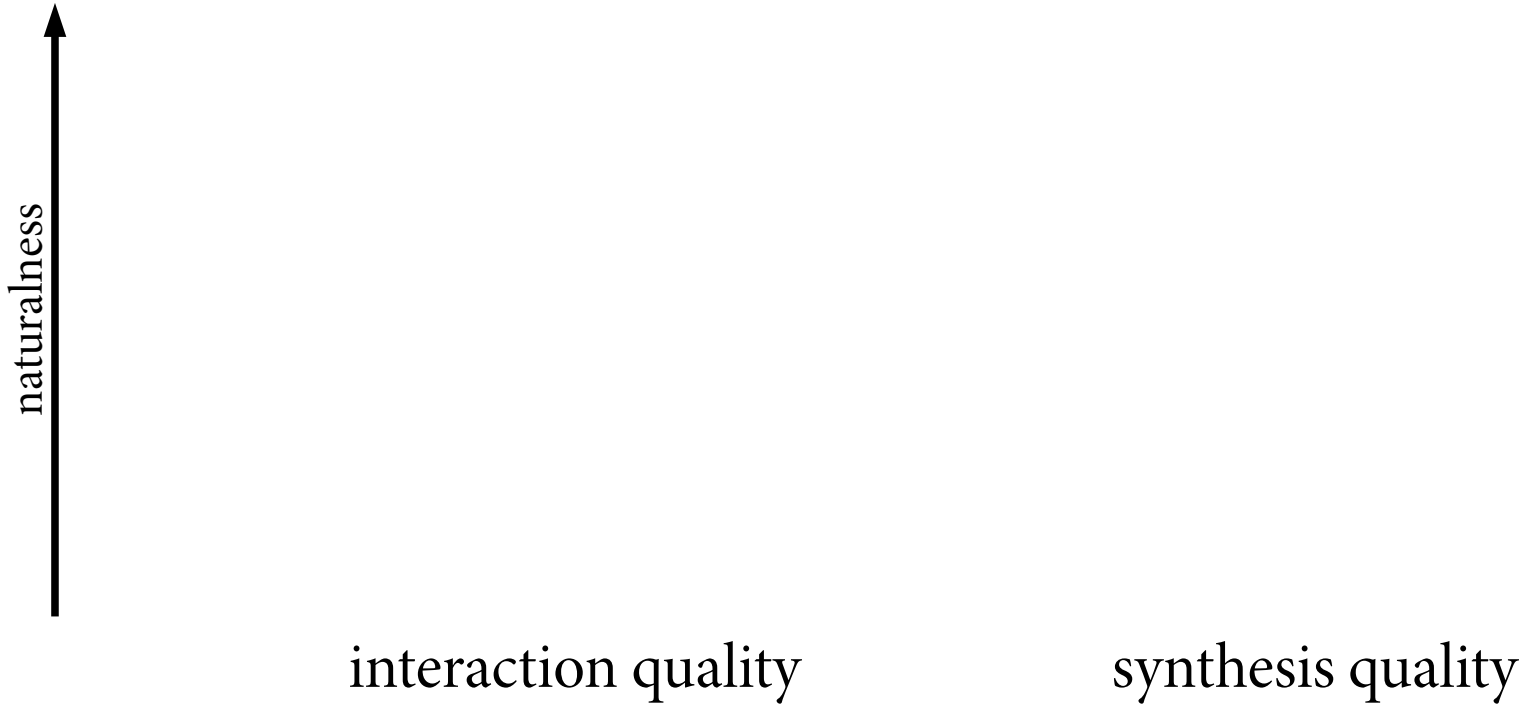 naturalness
interaction quality
synthesis quality